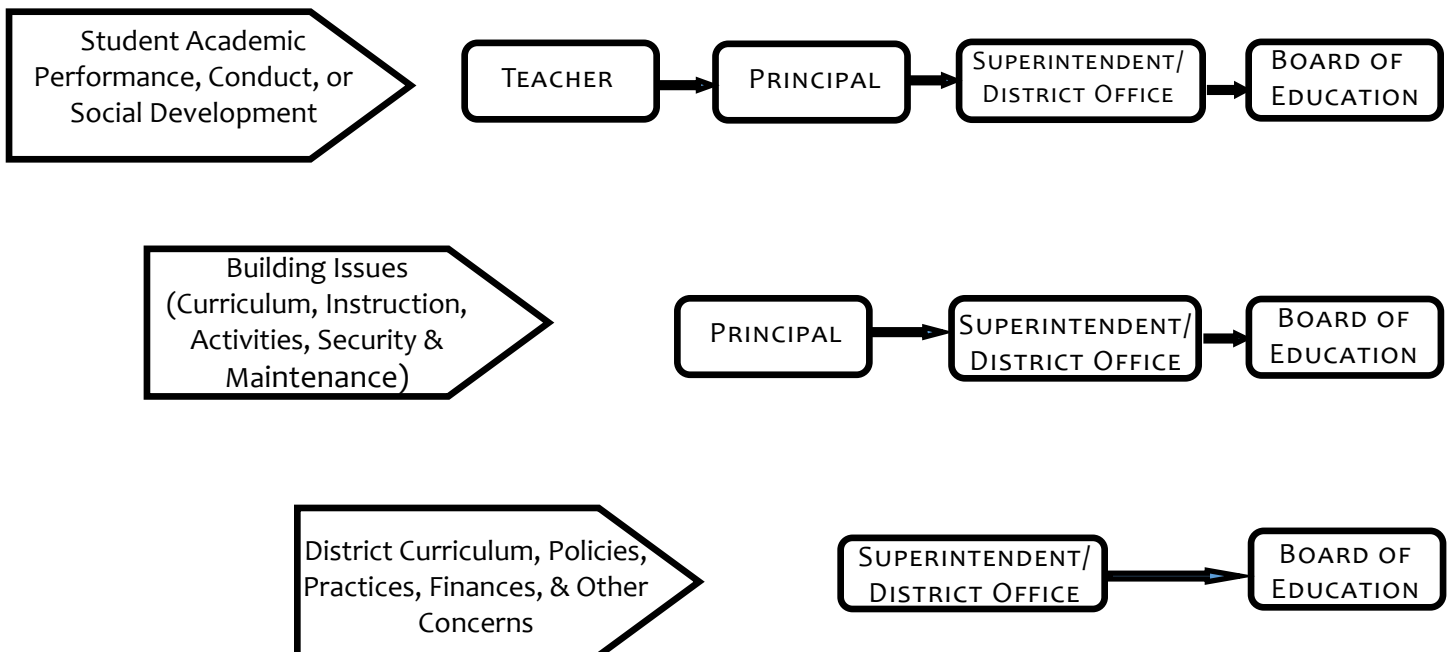 Student Academic
Performance, Conduct, or
Social Development
TEACHER
PRINCIPAL
SUPERINTENDENT/
DISTRICT OFFICE
BOARD OF
EDUCATION
Building Issues
(Curriculum, Instruction,
Activities, Security &
Maintenance)
PRINCIPAL
SUPERINTENDENT/
DISTRICT OFFICE
BOARD OF
EDUCATION
District Curriculum, Policies,
Practices, Finances, & Other
Concerns
SUPERINTENDENT/
DISTRICT OFFICE
BOARD OF
EDUCATION